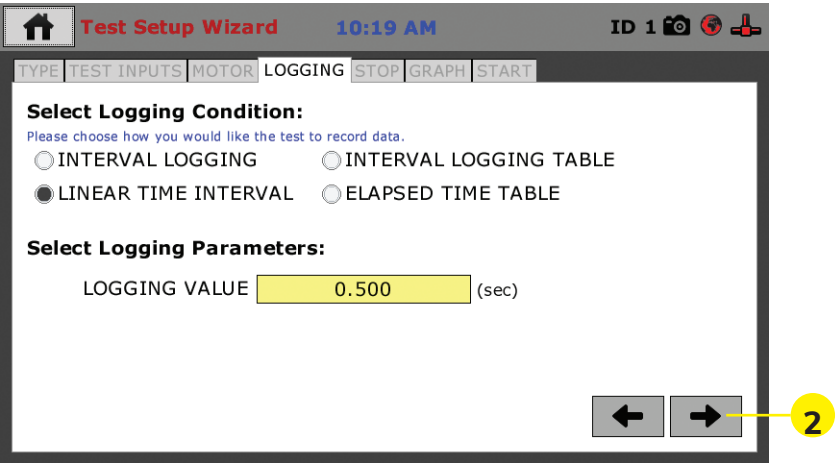 Test Setup Wizard 10:19 AM ID 1
TYPE TEST INPUTS MOTOR LOGGING STOP GRAPH START
Select Logging Condition:
Please choose how you would like the test to record data.
INTERVAL LOGGING INTERVAL LOGGING TABLE
LINEAR TIME INTERVAL ELAPSED TIME TABLE
Select Logging Parameters:
LOGGING VALUE 0.500 (sec)
2